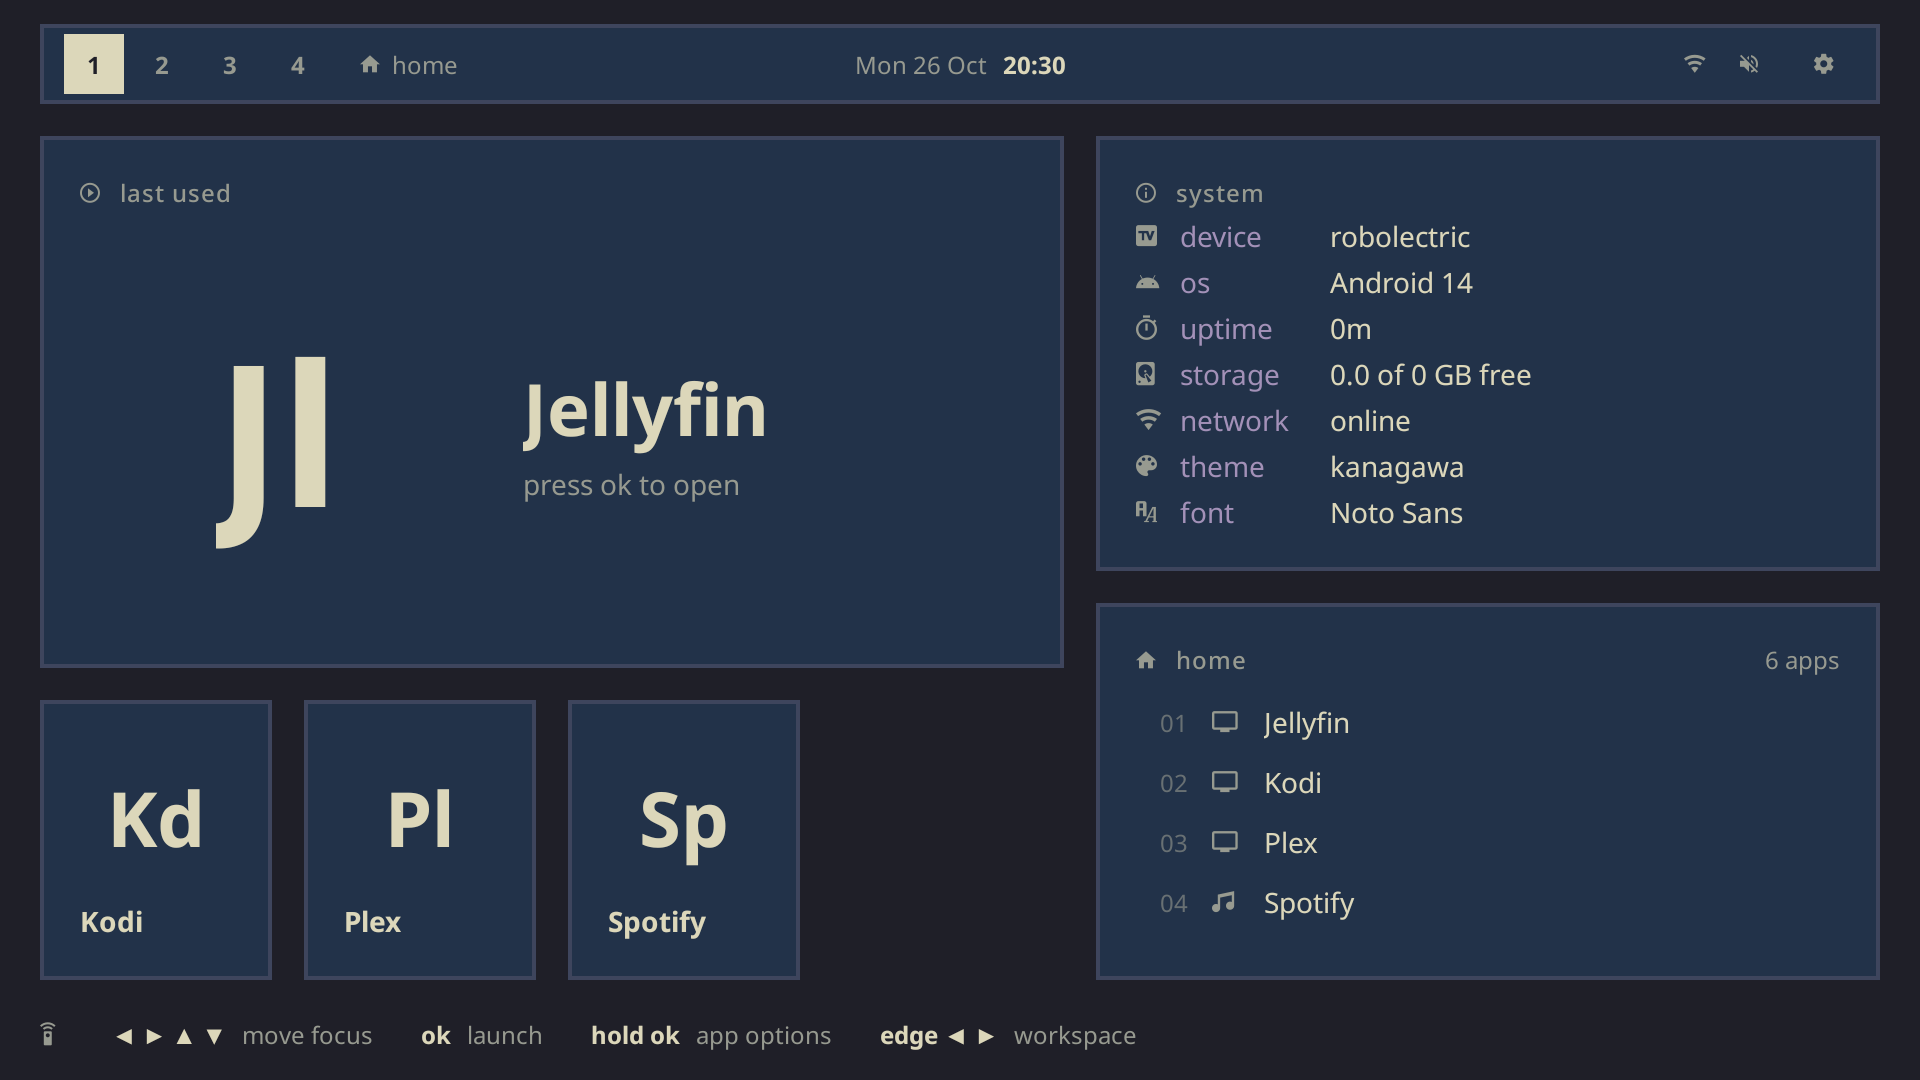 1 2 3 4 home Mon 26 Oct 20:30
last used
Jl
Jellyfin
press ok to open
Kd
Kodi
Pl
Plex
Sp
Spotify
system
device robolectric
os Android 14
uptime 0m
storage 0.0 of 0 GB free
network online
theme kanagawa
font Noto Sans
home 6 apps
01 Jellyfin
02 Kodi
03 Plex
04 Spotify
◀ ▶ ▲ ▼ move focus ok launch hold ok app options edge ◀ ▶ workspace